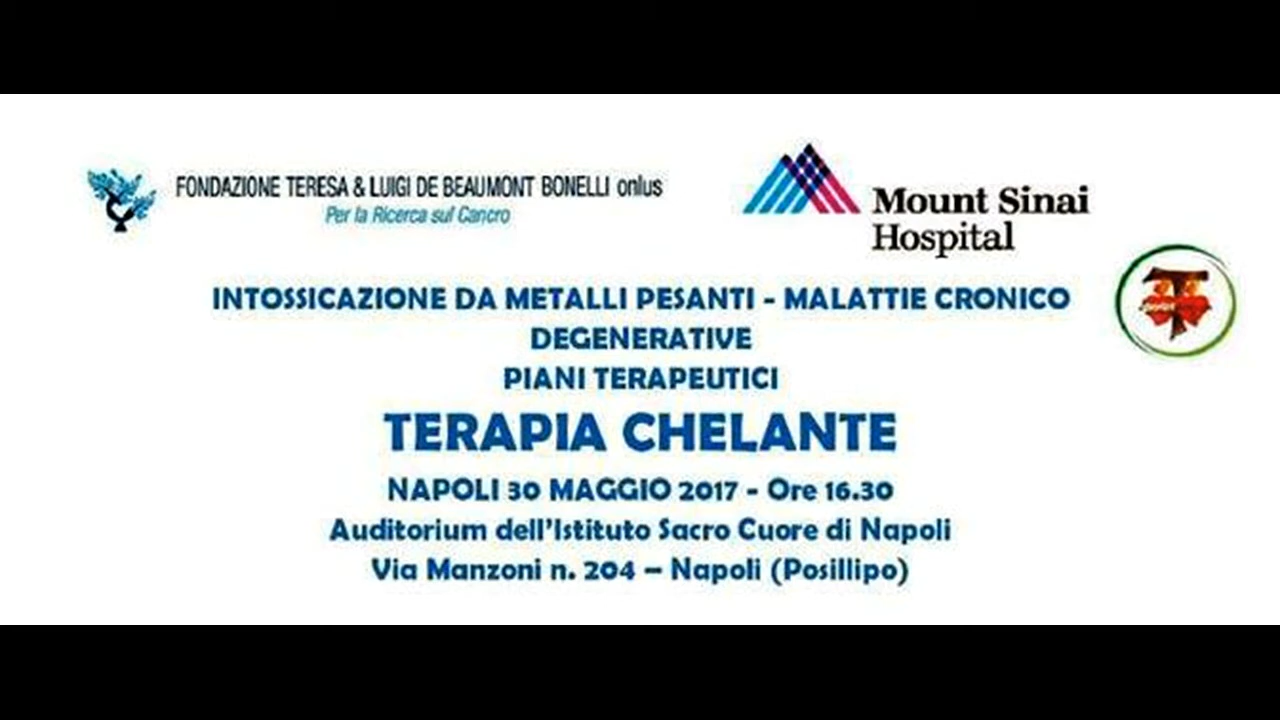 FONDAZIONE TERESA & LUIGI DE BEAUMONT BONELLI onlus
Per la Ricerca sul Cancro
Mount Sinai
Hospital
INTOSSICAZIONE DA METALLI PESANTI - MALATTIE CRONICO
DEGENERATIVE
PIANI TERAPEUTICI
TERAPIA CHELANTE
NAPOLI 30 MAGGIO 2017 - Ore 16.30
Auditorium dell'Istituto Sacro Cuore di Napoli
Via Manzoni n. 204 – Napoli (Posillipo)